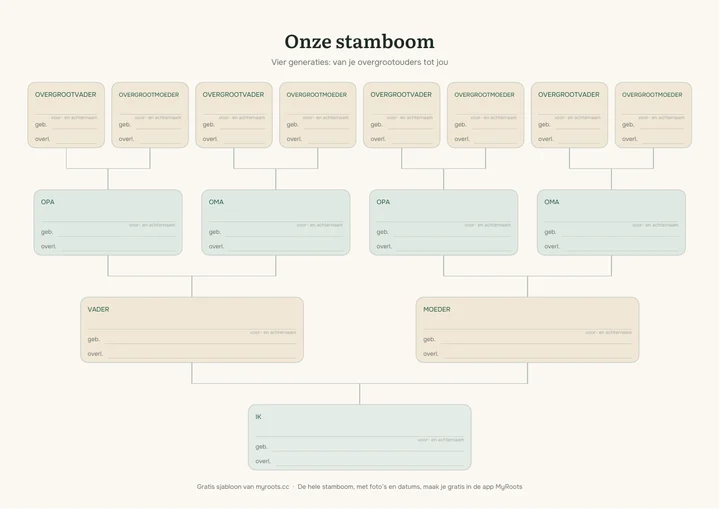 Onze stamboom
Vier generaties: van je overgrootouders tot jou
OVERGROOTVADER
voor- en achternaam
geb.
overl.
OVERGROOTMOEDER
voor- en achternaam
geb.
overl.
OVERGROOTVADER
voor- en achternaam
geb.
overl.
OVERGROOTMOEDER
voor- en achternaam
geb.
overl.
OVERGROOTVADER
voor- en achternaam
geb.
overl.
OVERGROOTMOEDER
voor- en achternaam
geb.
overl.
OVERGROOTVADER
voor- en achternaam
geb.
overl.
OVERGROOTMOEDER
voor- en achternaam
geb.
overl.
OPA
voor- en achternaam
geb.
overl.
OMA
voor- en achternaam
geb.
overl.
OPA
voor- en achternaam
geb.
overl.
OMA
voor- en achternaam
geb.
overl.
VADER
voor- en achternaam
geb.
overl.
MOEDER
voor- en achternaam
geb.
overl.
IK
voor- en achternaam
geb.
overl.
Gratis sjabloon van myroots.cc · De hele stamboom, met foto's en datums, maak je gratis in de app MyRoots